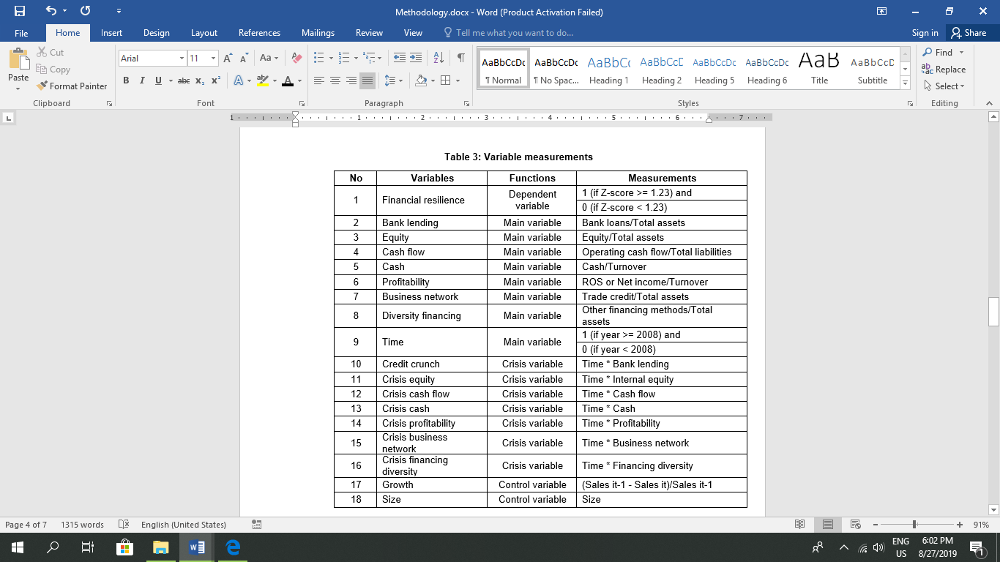 Methodology.docx - Word (Product Activation Failed)
File Home Insert Design Layout References Mailings Review View Tell me what you want to do... Sign in Share
Paste
Cut
Copy
Format Painter
Clipboard
Arial 11
Font
Paragraph
AaBbCcDc AaBbCcDc AaBbCc AaBbCcD AaBbCcDc AaBbCcDc AaB AaBbCcD
¶ Normal ¶ No Spac... Heading 1 Heading 2 Heading 5 Heading 6 Title Subtitle
Styles
Find
Replace
Select
Editing
1 1 2 3 4 5 6 7
Table 3: Variable measurements
No Variables Functions Measurements
1 Financial resilience Dependent variable 1 (if Z-score >= 1.23) and
0 (if Z-score < 1.23)
2 Bank lending Main variable Bank loans/Total assets
3 Equity Main variable Equity/Total assets
4 Cash flow Main variable Operating cash flow/Total liabilities
5 Cash Main variable Cash/Turnover
6 Profitability Main variable ROS or Net income/Turnover
7 Business network Main variable Trade credit/Total assets
8 Diversity financing Main variable Other financing methods/Total
assets
9 Time Main variable 1 (if year >= 2008) and
0 (if year < 2008)
10 Credit crunch Crisis variable Time * Bank lending
11 Crisis equity Crisis variable Time * Internal equity
12 Crisis cash flow Crisis variable Time * Cash flow
13 Crisis cash Crisis variable Time * Cash
14 Crisis profitability Crisis variable Time * Profitability
15 Crisis business
network Crisis variable Time * Business network
16 Crisis financing
diversity Crisis variable Time * Financing diversity
17 Growth Control variable (Sales it-1 - Sales it)/Sales it-1
18 Size Control variable Size
Page 4 of 7 1315 words English (United States) 91%
ENG 6:02 PM
US 8/27/2019 1